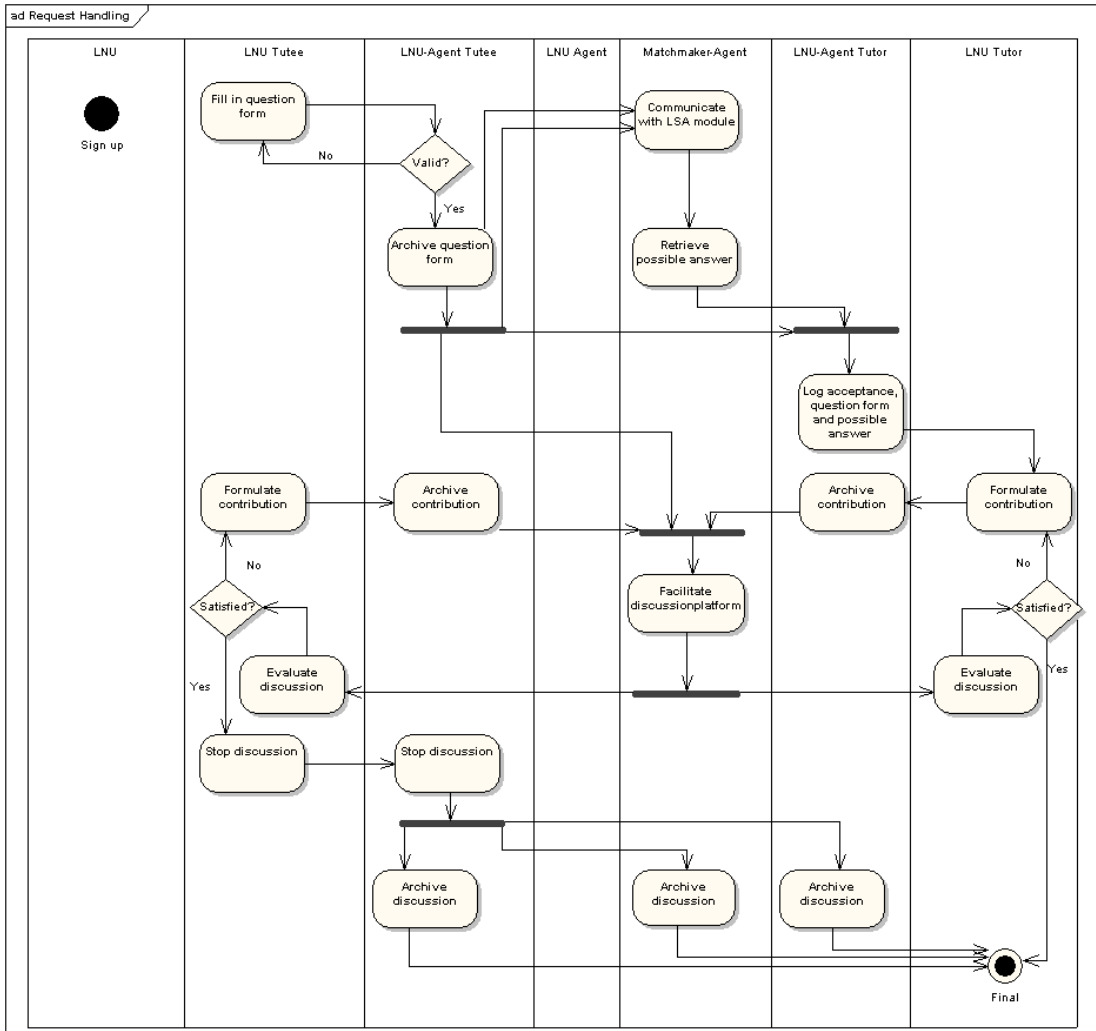 ad Request Handling
LNU
LNU Tutee
LNU-Agent Tutee
LNU Agent
Matchmaker-Agent
LNU-Agent Tutor
LNU Tutor
Sign up
Fill in question
form
Valid?
No
Yes
Communicate
with LSA module
Archive question
form
Retrieve
possible answer
Log acceptance,
question form
and possible
answer
Formulate
contribution
Archive
contribution
Archive
contribution
Formulate
contribution
No
No
Facilitate
discussionplatform
Satisfied?
Satisfied?
Evaluate
discussion
Evaluate
discussion
Yes
Yes
Stop discussion
Stop discussion
Archive
discussion
Archive
discussion
Archive
discussion
Final